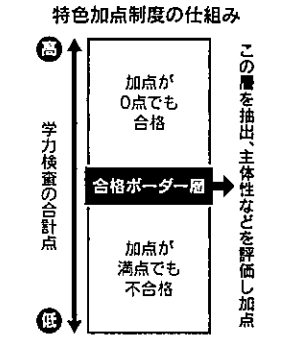 特色加点制度の仕組み
高
学力検査の合計点
低
加点が
0点でも
合格
合格ボーダー層
加点が
満点でも
不合格
この層を抽出、主体性などを評価し加点